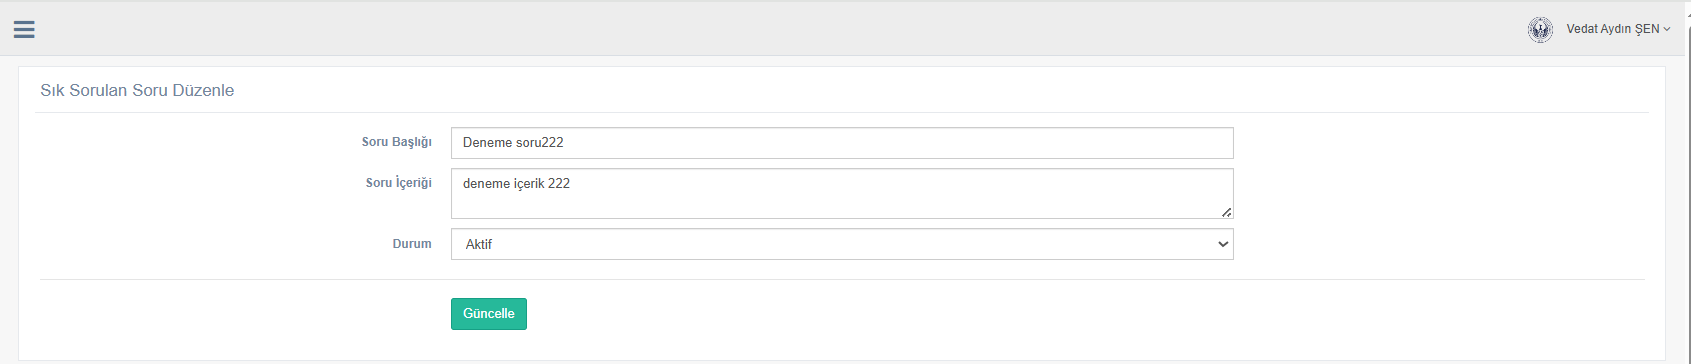 Vedat Aydın ŞEN
Sık Sorulan Soru Düzenle
Soru Başlığı
Deneme soru222
Soru İçeriği
deneme içerik 222
Durum
Aktif
Güncelle